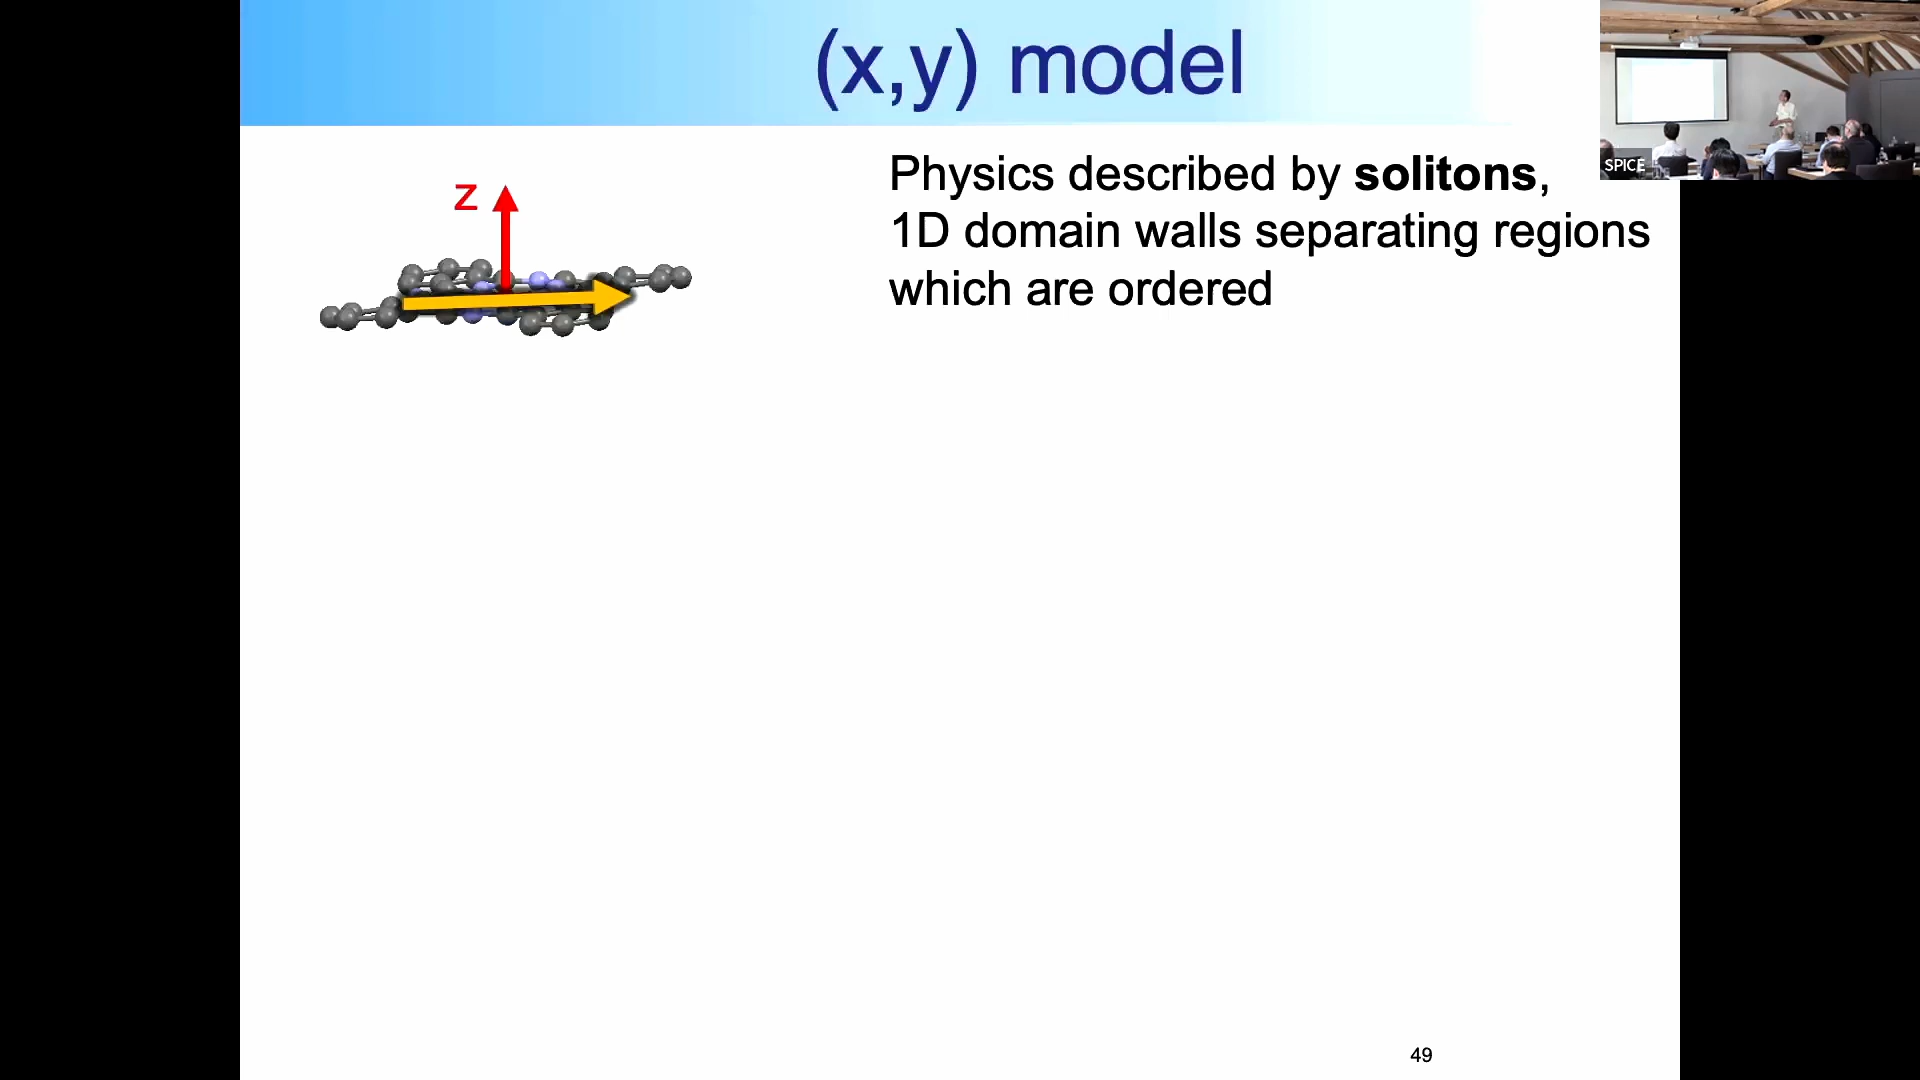 (x,y) model
z
Physics described by solitons,
1D domain walls separating regions
which are ordered
SPICE
49